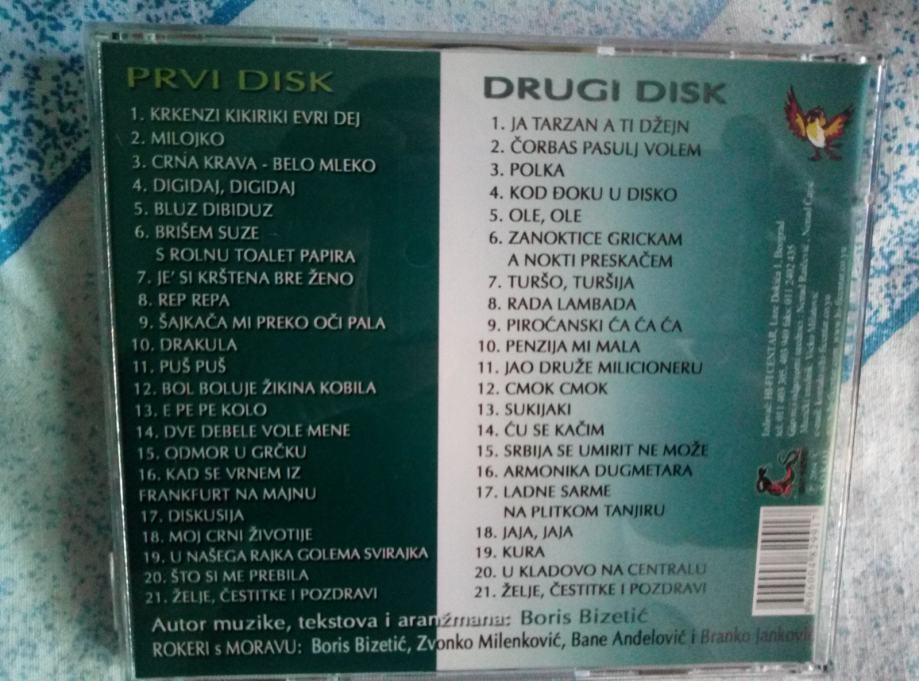 PRVI DISK
1. KRKENZI KIKIRIKI EVRI DEJ
2. MILOJKO
3. CRNA KRAVA - BELO MLEKO
4. DIGIDAJ, DIGIDAJ
5. BLUZ DIBIDUZ
6. BRIŠEM SUZE
S ROLNU TOALET PAPIRA
7. JE' SI KRŠTENA BRE ŽENO
8. REP REPA
9. ŠAJKAČA MI PREKO OČI PALA
10. DRAKULA
11. PUŠ PUŠ
12. BOL BOLUJE ŽIKINA KOBILA
13. E PE PE KOLO
14. DVE DEBELE VOLE MENE
15. ODMOR U GRČKU
16. KAD SE VRNEM IZ
FRANKFURT NA MAJNU
17. DISKUSIJA
18. MOJ CRNI ŽIVOTIJE
19. U NAŠEGA RAJKA GOLEMA SVIRAJKA
20. ŠTO SI ME PREBILA
21. ŽELJE, ČESTITKE I POZDRAVI
DRUGI DISK
1. JA TARZAN A TI DŽEJN
2. ČORBAS PASULJ VOLEM
3. POLKA
4. KOD ĐOKU U DISKO
5. OLE, OLE
6. ZANOKTICE GRICKAM
A NOKTI PRESKAČEM
7. TURŠO, TURŠIJA
8. RADA LAMBADA
9. PIROĆANSKI ĆA ĆA ĆA
10. PENZIJA MI MALA
11. JAO DRUŽE MILICIONERU
12. CMOK CMOK
13. SUKIJAKI
14. ĆU SE KAČIM
15. SRBIJA SE UMIRIT NE MOŽE
16. ARMONIKA DUGMETARA
17. LADNE SARME
NA PLITKOM TANJIRU
18. JAJA, JAJA
19. KURA
20. U KLADOVO NA CENTRALU
21. ŽELJE, ČESTITKE I POZDRAVI
Autor muzike, tekstova i aranžmana: Boris Bizetić
ROKERI s MORAVU: Boris Bizetić, Zvonko Milenković, Bane Anđelović i Branko Janković